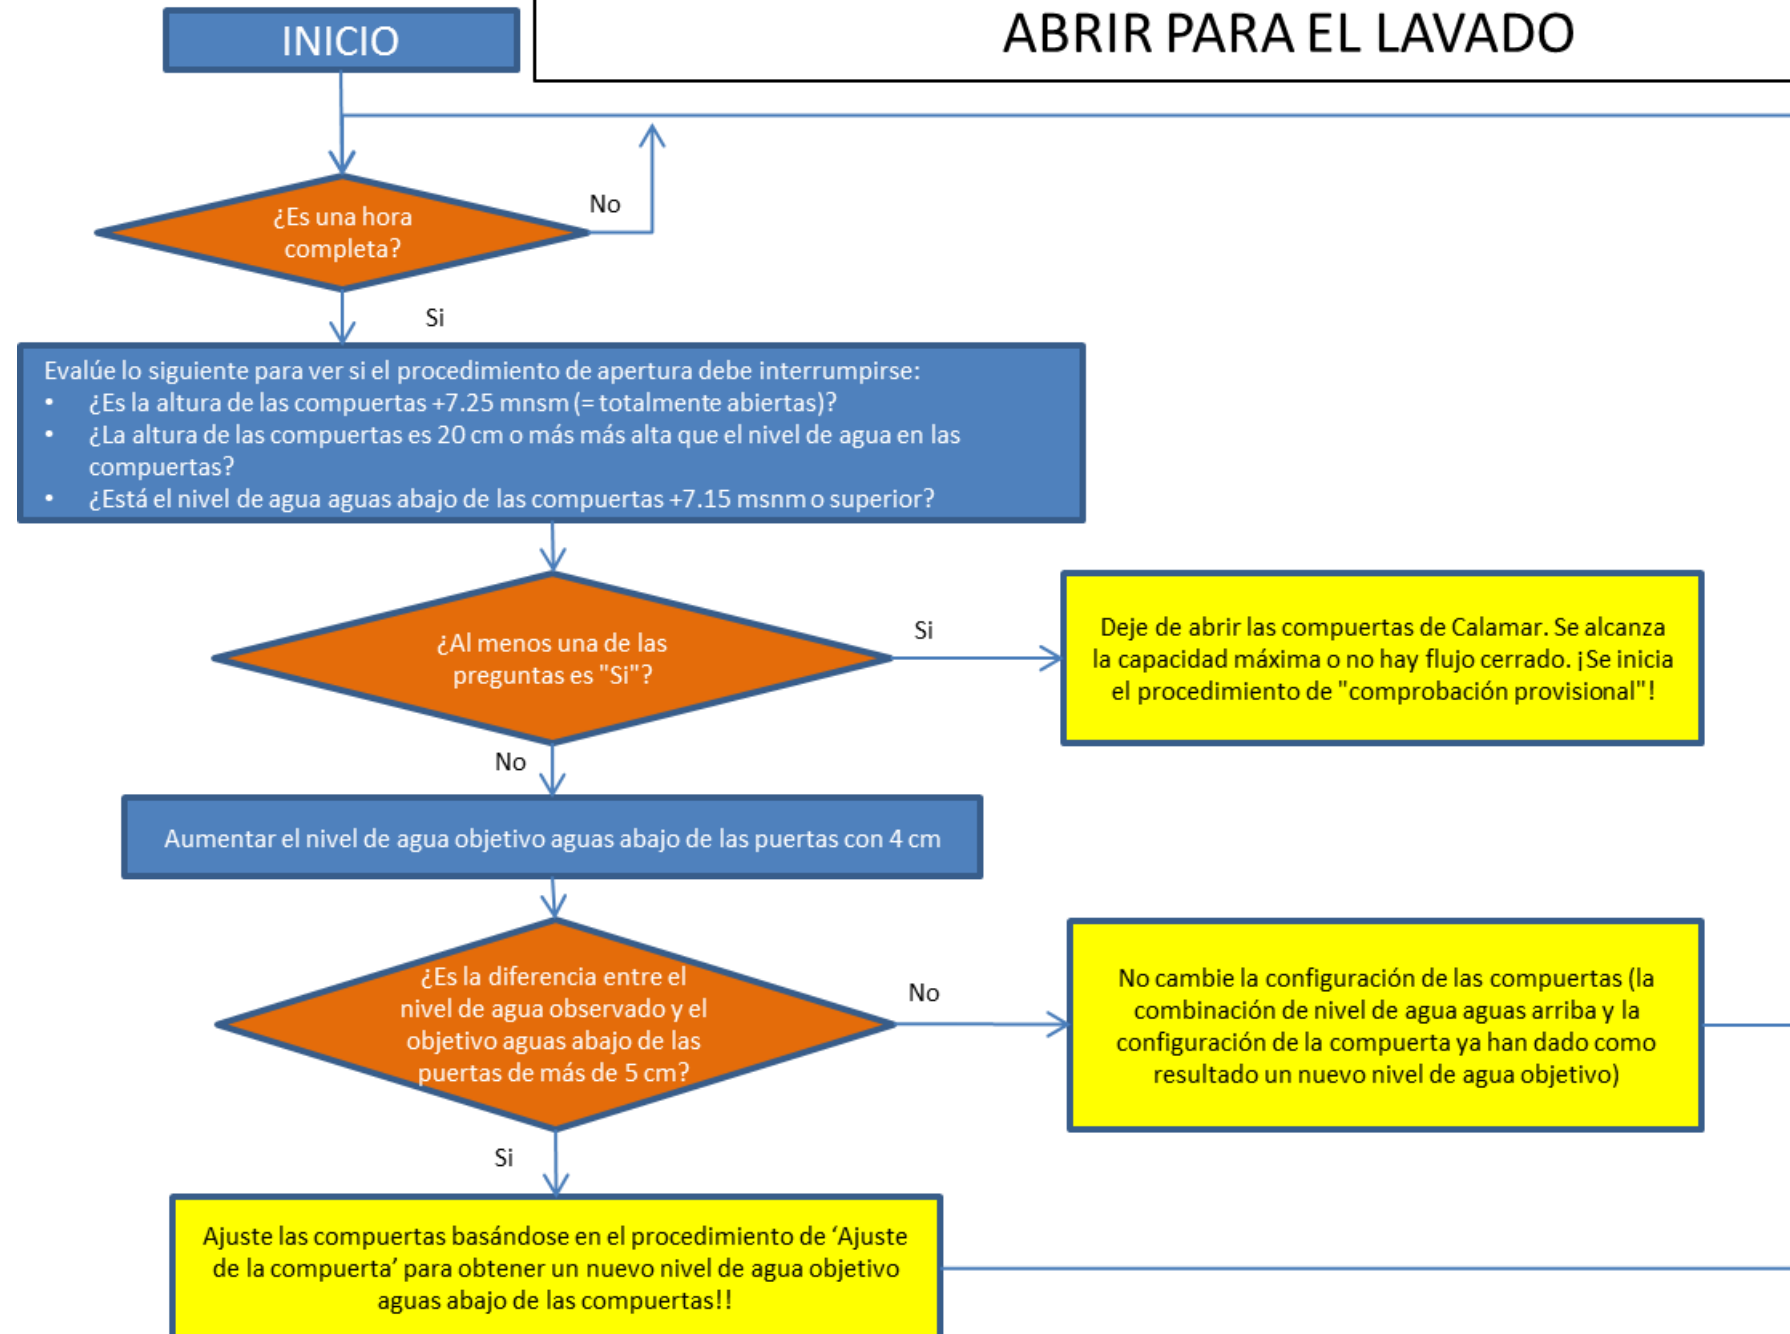 INICIO
ABRIR PARA EL LAVADO
¿Es una hora
completa?
No
Si
Evalúe lo siguiente para ver si el procedimiento de apertura debe interrumpirse:
• ¿Es la altura de las compuertas +7.25 mnsm (= totalmente abiertas)?
• ¿La altura de las compuertas es 20 cm o más más alta que el nivel de agua en las
compuertas?
• ¿Está el nivel de agua aguas abajo de las compuertas +7.15 msnm o superior?
¿Al menos una de las
preguntas es "Si"?
Si
Deje de abrir las compuertas de Calamar. Se alcanza
la capacidad máxima o no hay flujo cerrado. ¡Se inicia
el procedimiento de "comprobación provisional"!
No
Aumentar el nivel de agua objetivo aguas abajo de las puertas con 4 cm
¿Es la diferencia entre el
nivel de agua observado y el
objetivo aguas abajo de las
puertas de más de 5 cm?
No
No cambie la configuración de las compuertas (la
combinación de nivel de agua aguas arriba y la
configuración de la compuerta ya han dado como
resultado un nuevo nivel de agua objetivo)
Si
Ajuste las compuertas basándose en el procedimiento de ‘Ajuste
de la compuerta’ para obtener un nuevo nivel de agua objetivo
aguas abajo de las compuertas!!